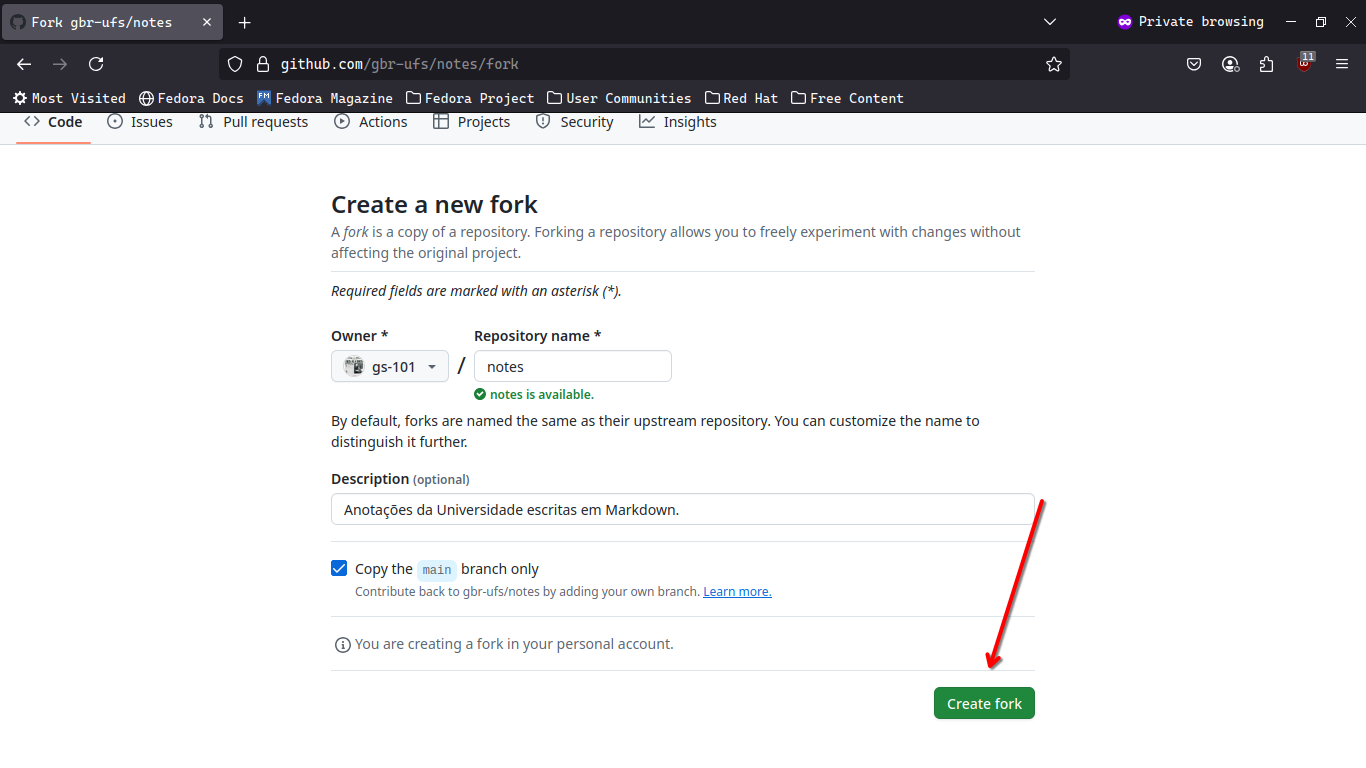 Fork gbr-ufs/notes
Private browsing
github.com/gbr-ufs/notes/fork
11
Most Visited Fedora Docs Fedora Magazine Fedora Project User Communities Red Hat Free Content
Code Issues Pull requests Actions Projects Security Insights
Create a new fork
A fork is a copy of a repository. Forking a repository allows you to freely experiment with changes without
affecting the original project.
Required fields are marked with an asterisk (*).
Owner * Repository name *
gs-101 / notes
notes is available.
By default, forks are named the same as their upstream repository. You can customize the name to
distinguish it further.
Description (optional)
Anotações da Universidade escritas em Markdown.
Copy the main branch only
Contribute back to gbr-ufs/notes by adding your own branch. Learn more.
You are creating a fork in your personal account.
Create fork